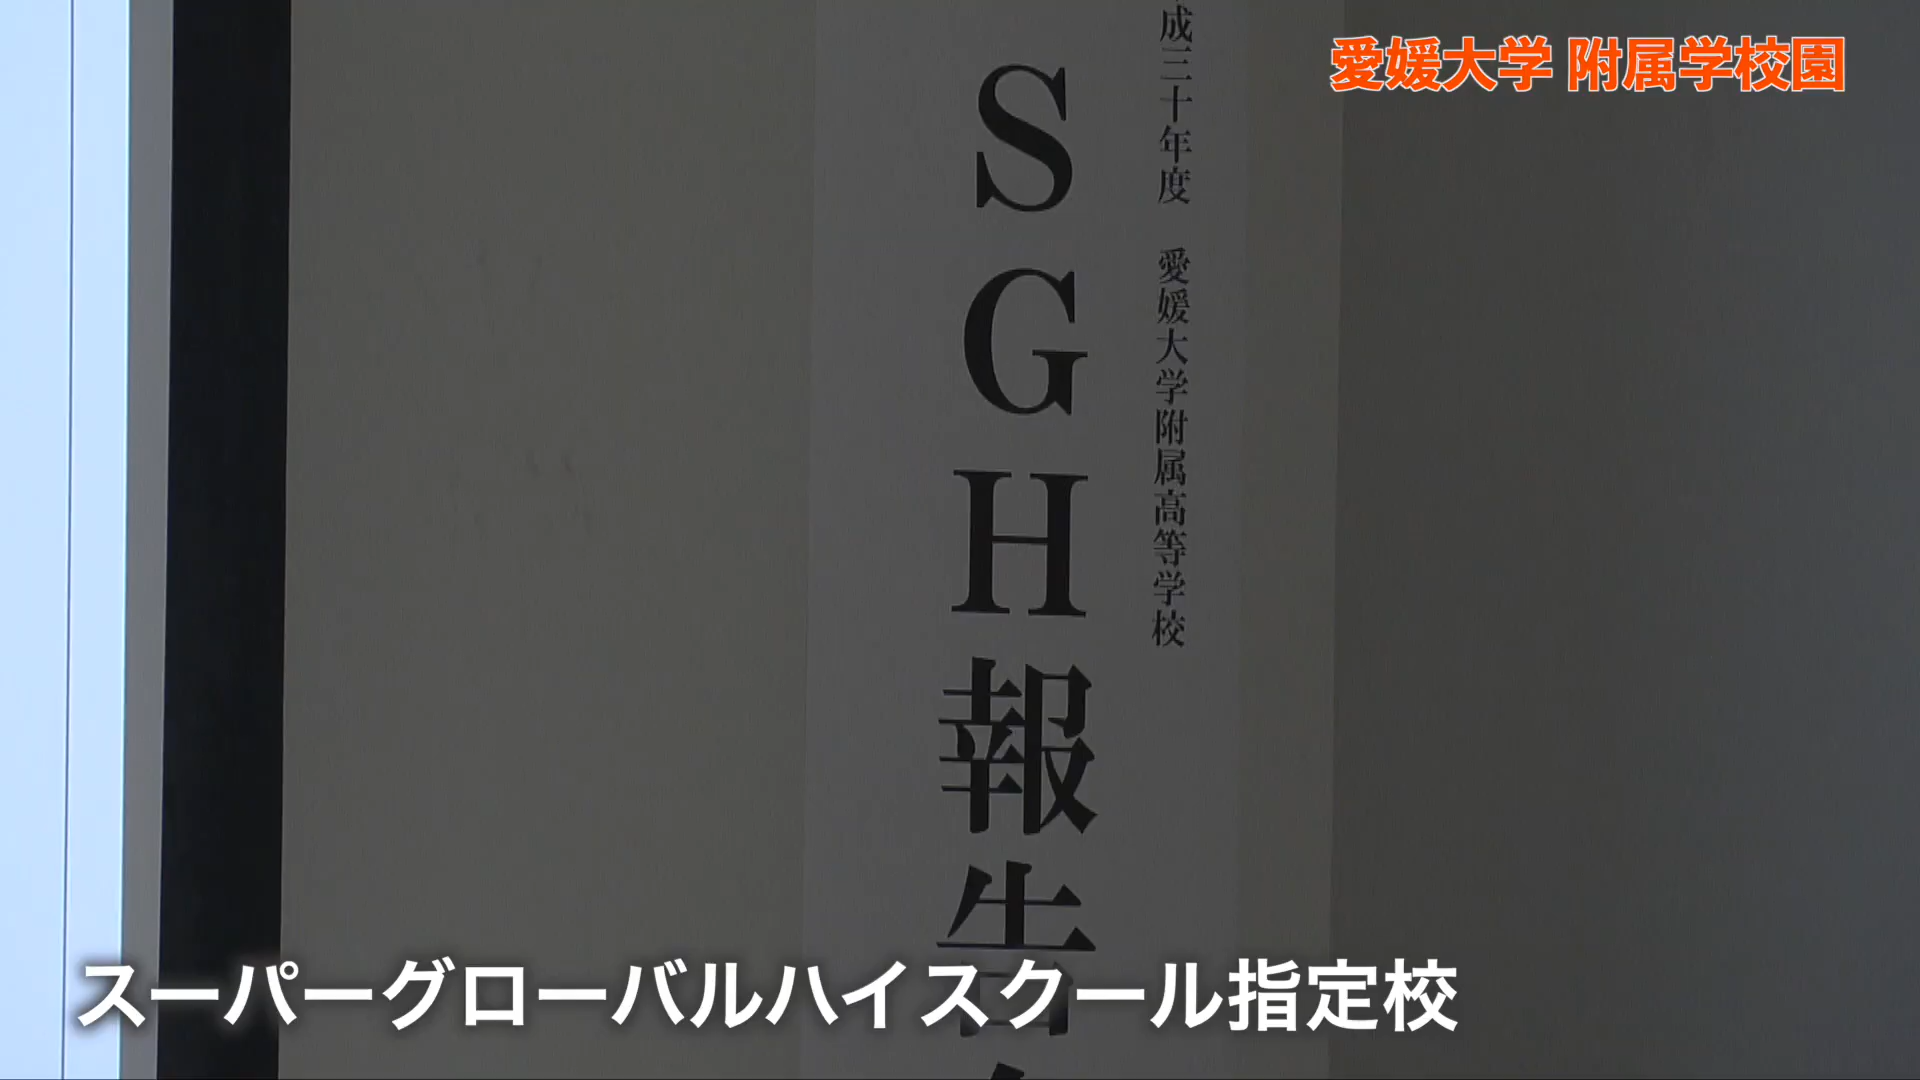 愛媛大学 附属学校園
成三十年度 愛媛大学附属高等学校
SGH報告
スーパーグローバルハイスクール指定校